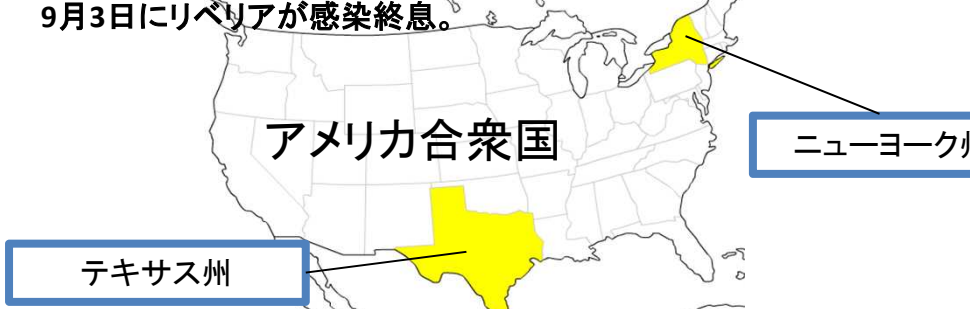 9月3日にリベリアが感染終息。
アメリカ合衆国
ニューヨーク州
テキサス州